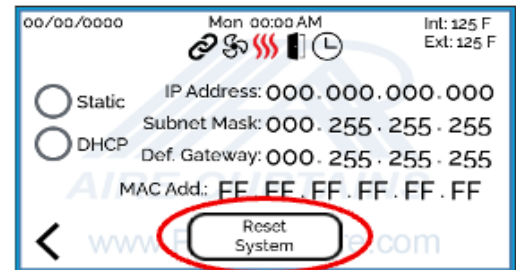 00/00/0000 Mon 00:00 AM Int: 125 F
Ext: 125 F
Static IP Address: 000.000.000.000
Subnet Mask: 000.255.255.255
DHCP Def. Gateway: 000.255.255.255
MAC Add.: FF.FF.FF.FF.FF.FF
Reset
System